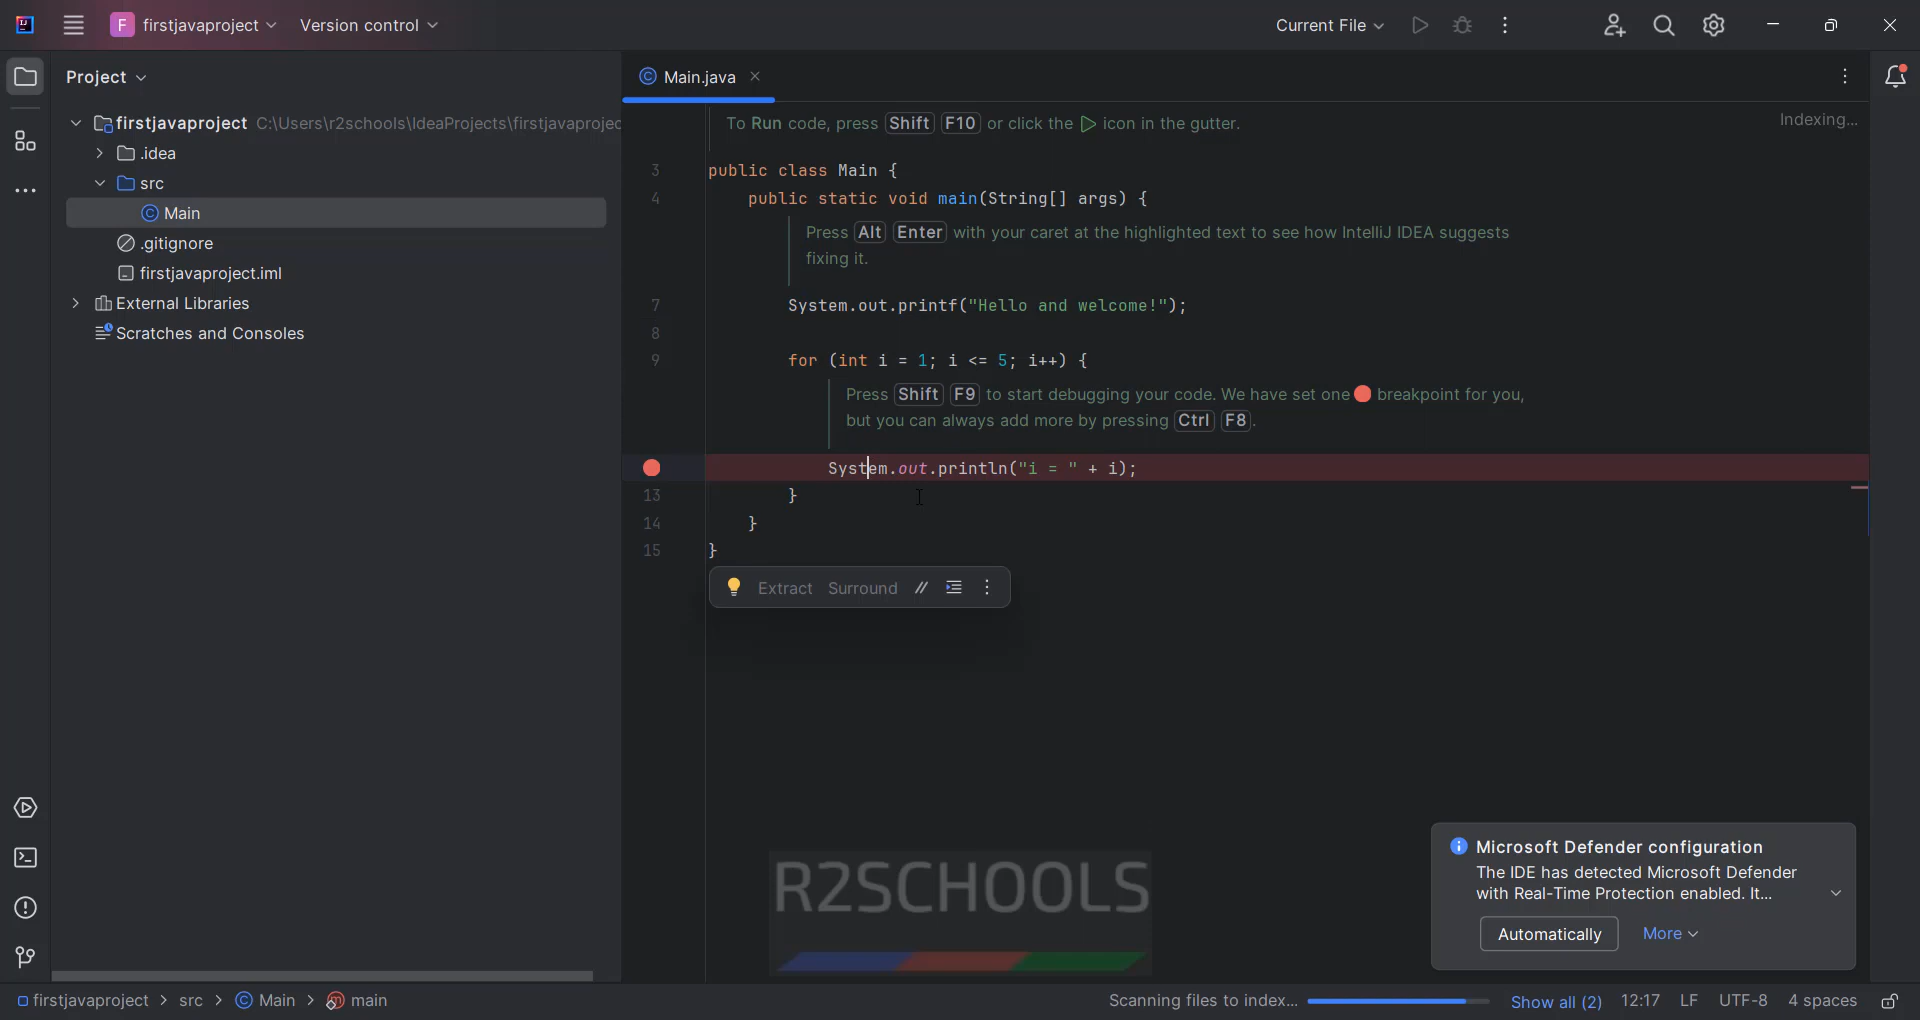 firstjavaproject Version control Current File
Project
Main.java
firstjavaproject C:\Users\r2schools\IdeaProjects\firstjavaprojec
To Run code, press Shift F10 or click the icon in the gutter.
Indexing...
.idea
src
Main
.gitignore
firstjavaproject.iml
External Libraries
Scratches and Consoles
3 public class Main {
4 public static void main(String[] args) {
Press Alt Enter with your caret at the highlighted text to see how IntelliJ IDEA suggests
fixing it.
7 System.out.printf("Hello and welcome!");
8
9 for (int i = 1; i <= 5; i++) {
Press Shift F9 to start debugging your code. We have set one breakpoint for you,
but you can always add more by pressing Ctrl F8.
System.out.println("i = " + i);
13 }
14 }
15 }
Extract Surround //
R2SCHOOLS
Microsoft Defender configuration
The IDE has detected Microsoft Defender
with Real-Time Protection enabled. It...
Automatically More
firstjavaproject > src > Main > main
Scanning files to index... Show all (2) 12:17 LF UTF-8 4 spaces